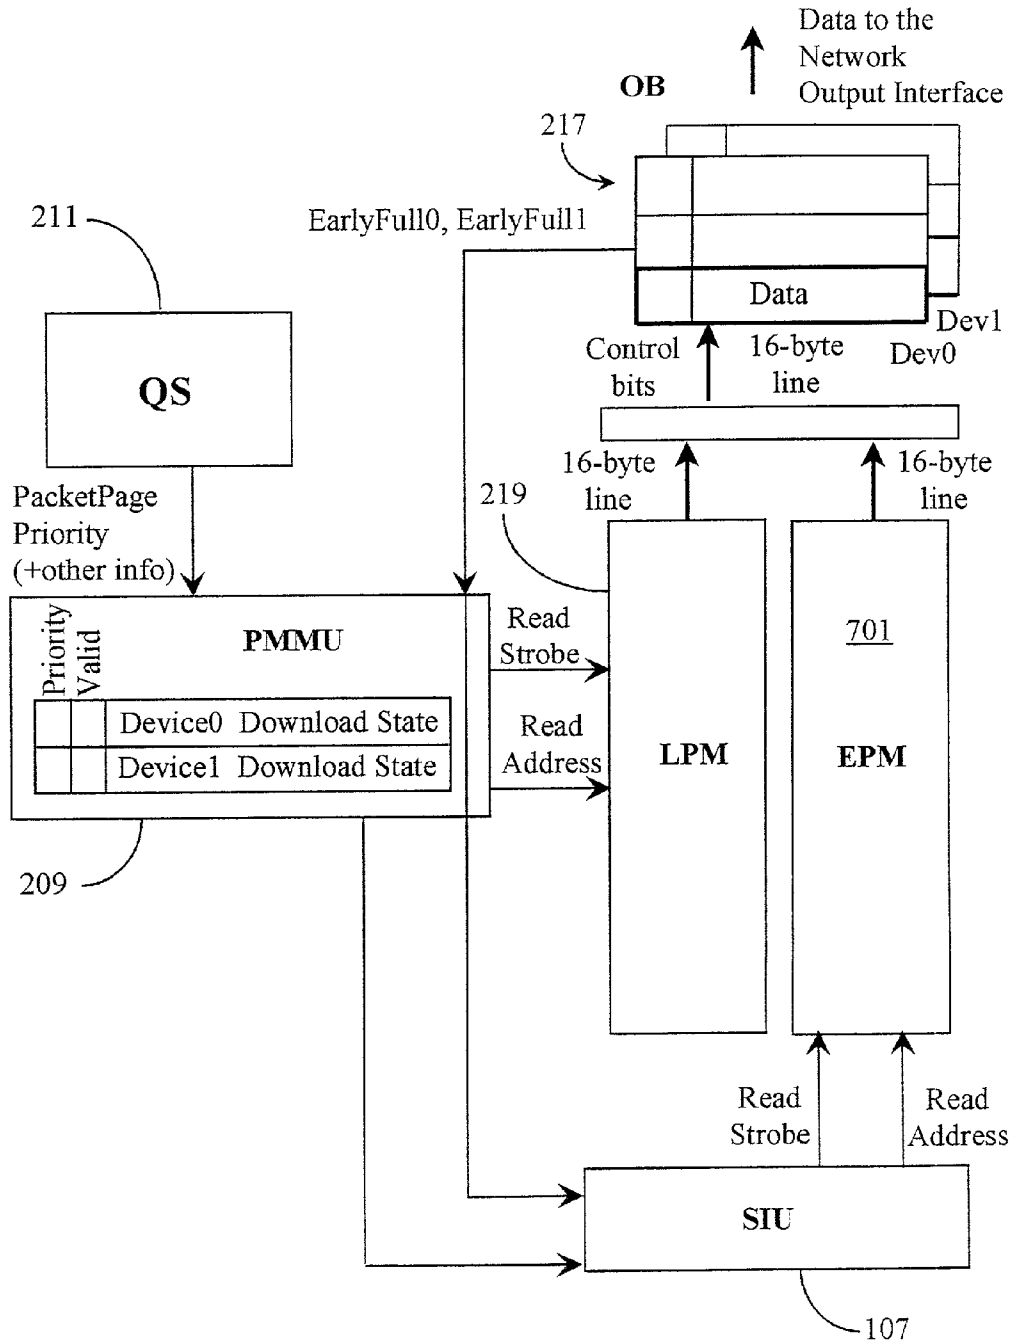 Data to the
Network
Output Interface
OB
217
211
EarlyFull0, EarlyFull1
Data
Dev1
Dev0
Control
bits
16-byte
line
QS
16-byte
line
16-byte
line
219
PacketPage
Priority
(+other info)
Priority
Valid
PMMU
Read
Strobe
701
Device0 Download State
Device1 Download State
Read
Address
LPM
EPM
209
Read
Strobe
Read
Address
SIU
107